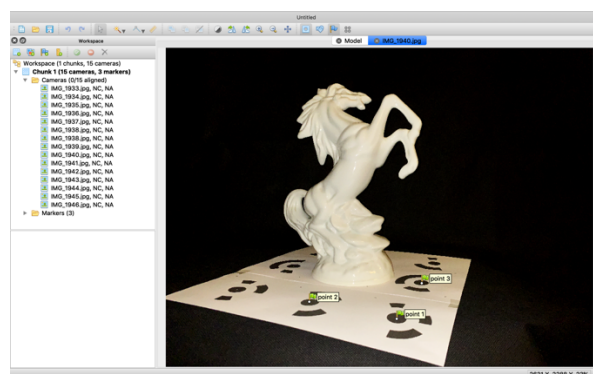 Untitled
Workspace
Model
IMG_1940.jpg
Workspace (1 chunks, 15 cameras)
Chunk 1 (15 cameras, 3 markers)
Cameras (0/15 aligned)
IMG_1933.jpg, NC, NA
IMG_1934.jpg, NC, NA
IMG_1935.jpg, NC, NA
IMG_1936.jpg, NC, NA
IMG_1937.jpg, NC, NA
IMG_1938.jpg, NC, NA
IMG_1938.jpg, NC, NA
IMG_1939.jpg, NC, NA
IMG_1940.jpg, NC, NA
IMG_1941.jpg, NC, NA
IMG_1942.jpg, NC, NA
IMG_1943.jpg, NC, NA
IMG_1944.jpg, NC, NA
IMG_1945.jpg, NC, NA
IMG_1946.jpg, NC, NA
Markers (3)
point 3
point 2
point 1